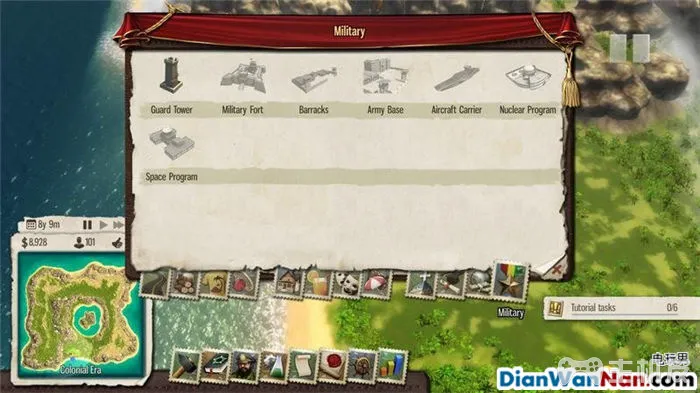 Military
Guard Tower
Military Fort
Barracks
Army Base
Aircraft Carrier
Nuclear Program
Space Program
8y 9m
$ 8,928
101
Colonial Era
Military
Tutorial tasks
0/6
电玩男
DianWanNan.com